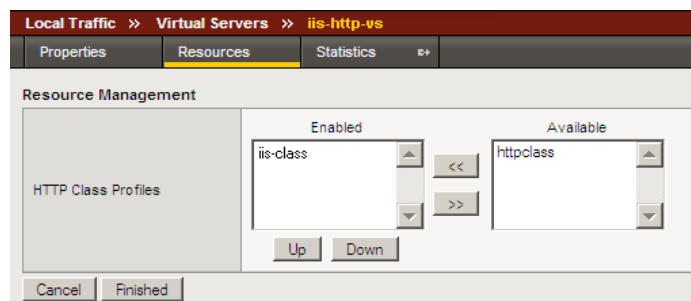 Local Traffic » Virtual Servers » iis-http-vs
Properties Resources Statistics
Resource Management
Enabled Available
iis-class httpclass
<<
HTTP Class Profiles
>>
Up Down
Cancel Finished